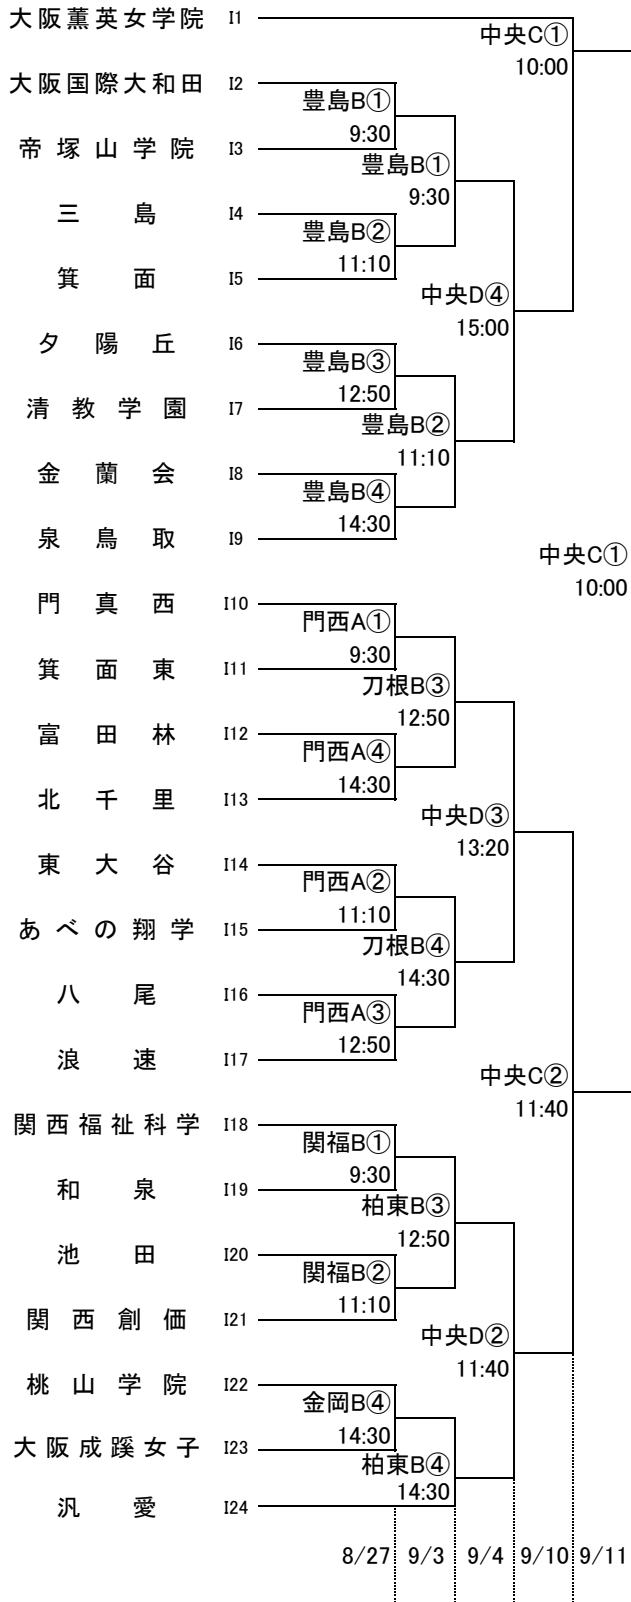 大阪薫英女学院 I1
中央C①
10:00
大阪国際大和田 I2
豊島B①
9:30
帝塚山学院 I3
豊島B①
9:30
三島 I4
豊島B②
11:10
箕面 I5
中央D④
15:00
夕陽丘 I6
豊島B③
12:50
清教学園 I7
豊島B②
11:10
金蘭会 I8
豊島B④
14:30
泉鳥取 I9
中央C①
10:00
門真西 I10
門西A①
9:30
箕面東 I11
刀根B③
12:50
富田林 I12
門西A④
14:30
北千里 I13
中央D③
13:20
東大谷 I14
門西A②
11:10
あべの翔学 I15
刀根B④
14:30
八尾 I16
門西A③
12:50
浪速 I17
中央C②
11:40
関西福祉科学 I18
関福B①
9:30
和泉 I19
柏東B③
12:50
池田 I20
関福B②
11:10
関西創価 I21
中央D②
11:40
桃山学院 I22
金岡B④
14:30
大阪成蹊女子 I23
柏東B④
14:30
汎愛 I24
8/27 9/3 9/4 9/10 9/11